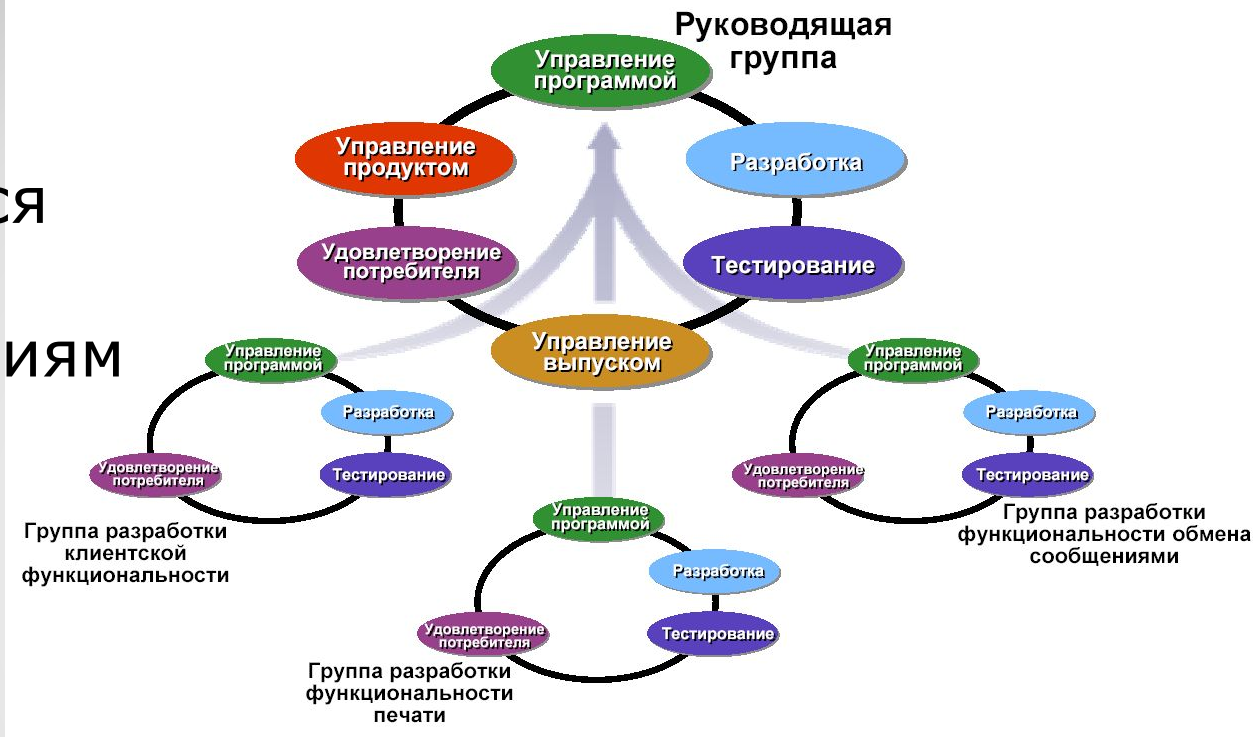 Руководящая
группа
Управление
программой
Управление
продуктом
Разработка
ся
Удовлетворение
потребителя
Тестирование
Управление
выпуском
иям
Управление
программой
Разработка
Удовлетворение
потребителя
Тестирование
Группа разработки
клиентской
функциональности
Управление
программой
Разработка
Удовлетворение
потребителя
Тестирование
Группа разработки
функциональности обмена
сообщениями
Управление
программой
Разработка
Удовлетворение
потребителя
Тестирование
Группа разработки
функциональности
печати